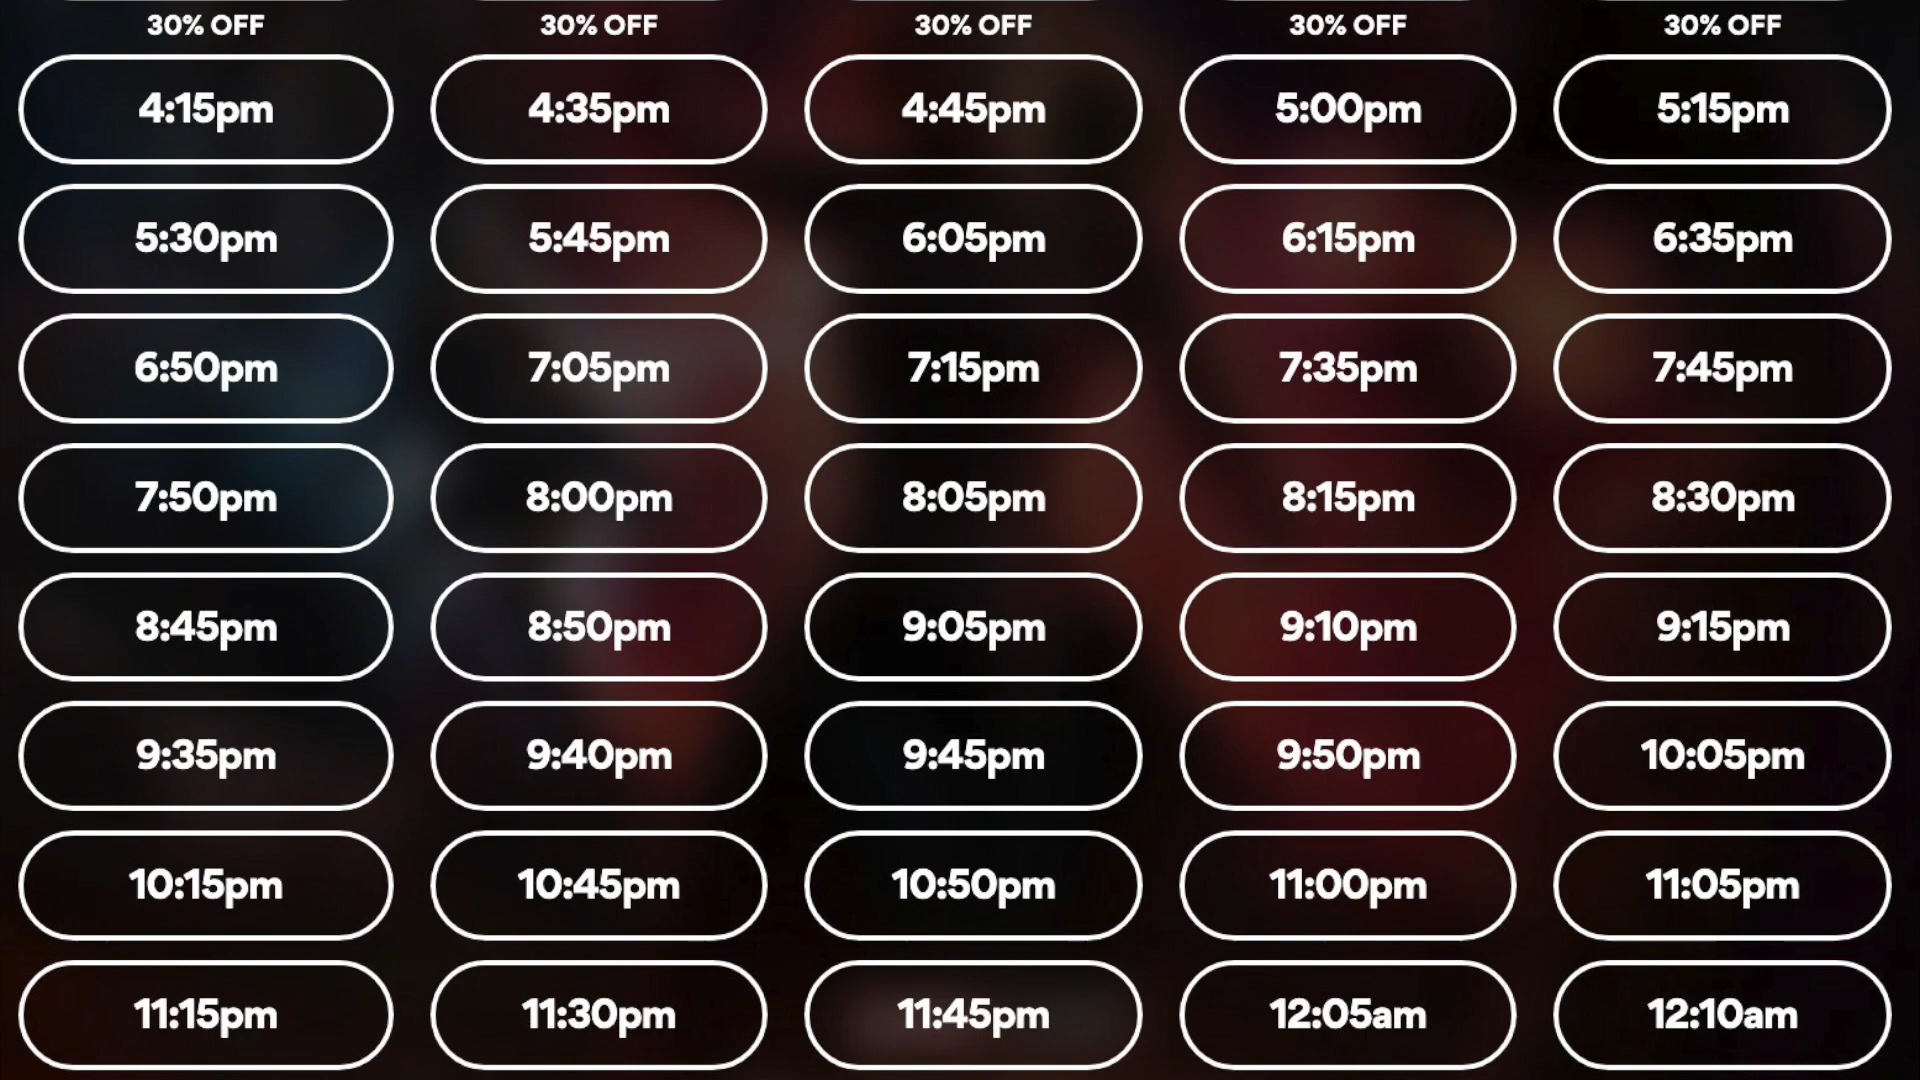 30% OFF 30% OFF 30% OFF 30% OFF 30% OFF
4:15pm 4:35pm 4:45pm 5:00pm 5:15pm
5:30pm 5:45pm 6:05pm 6:15pm 6:35pm
6:50pm 7:05pm 7:15pm 7:35pm 7:45pm
7:50pm 8:00pm 8:05pm 8:15pm 8:30pm
8:45pm 8:50pm 9:05pm 9:10pm 9:15pm
9:35pm 9:40pm 9:45pm 9:50pm 10:05pm
10:15pm 10:45pm 10:50pm 11:00pm 11:05pm
11:15pm 11:30pm 11:45pm 12:05am 12:10am